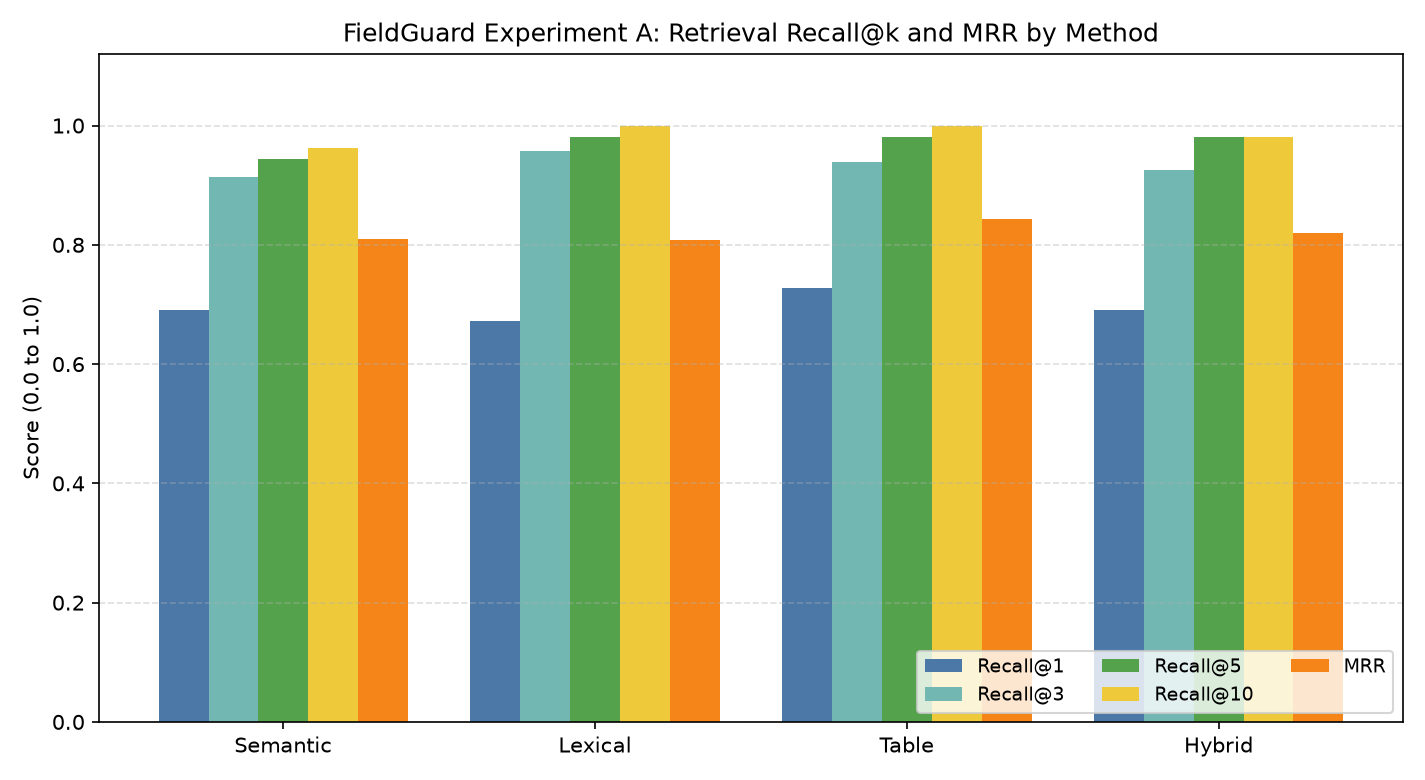 FieldGuard Experiment A: Retrieval Recall@k and MRR by Method
Score (0.0 to 1.0)
1.0
0.8
0.6
0.4
0.2
0.0
Recall@1
Recall@3
Recall@5
Recall@10
MRR
Semantic
Lexical
Table
Hybrid